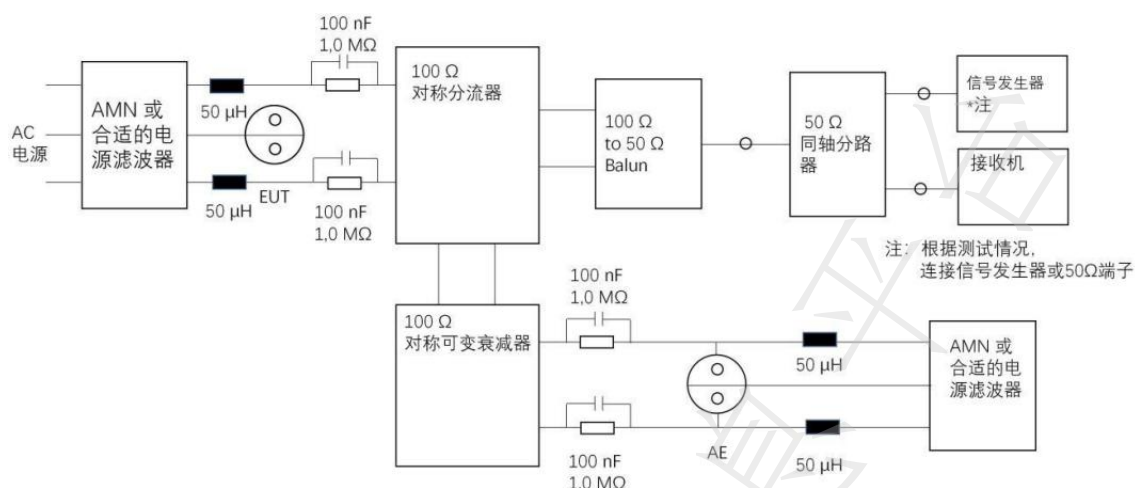 100 nF
1,0 MΩ
AMN 或
合适的电
源滤波器
AC
电源
50 μH
EUT
50 μH
100 nF
1,0 MΩ
100 Ω
对称分流器
100 Ω
to 50 Ω
Balun
50 Ω
同轴分路
器
信号发生器
*注
接收机
注：根据测试情况，
连接信号发生器或50Ω端子
100 Ω
对称可变衰减器
100 nF
1,0 MΩ
100 nF
1,0 MΩ
AE
50 μH
50 μH
AMN 或
合适的电
源滤波器